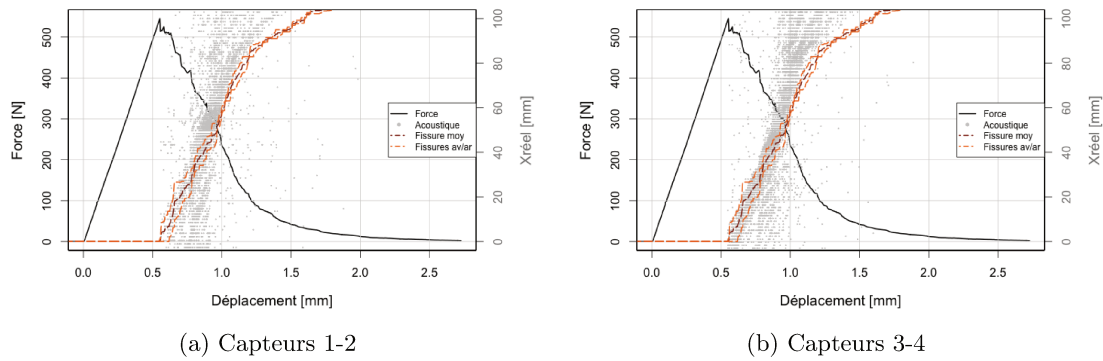 Force [N]
0 100 200 300 400 500
0.0 0.5 1.0 1.5 2.0 2.5
Déplacement [mm]
0 20 40 60 80 100
Xréel [mm]
Force
Acoustique
Fissure moy
Fissures av/ar
(a) Capteurs 1-2
Force [N]
0 100 200 300 400 500
0.0 0.5 1.0 1.5 2.0 2.5
Déplacement [mm]
0 20 40 60 80 100
Xréel [mm]
Force
Acoustique
Fissure moy
Fissures av/ar
(b) Capteurs 3-4